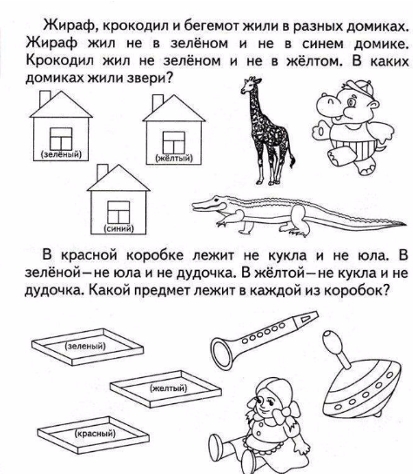 Жираф, крокодил и бегемот жили в разных домиках.
Жираф жил не в зелёном и не в синем домике.
Крокодил жил не зелёном и не в жёлтом. В каких
домиках жили звери?
(зелёный)
(жёлтый)
(синий)
В красной коробке лежит не кукла и не юла. В
зелёной—не юла и не дудочка. В жёлтой—не кукла и не
дудочка. Какой предмет лежит в каждой из коробок?
(зеленый)
(желтый)
(красный)